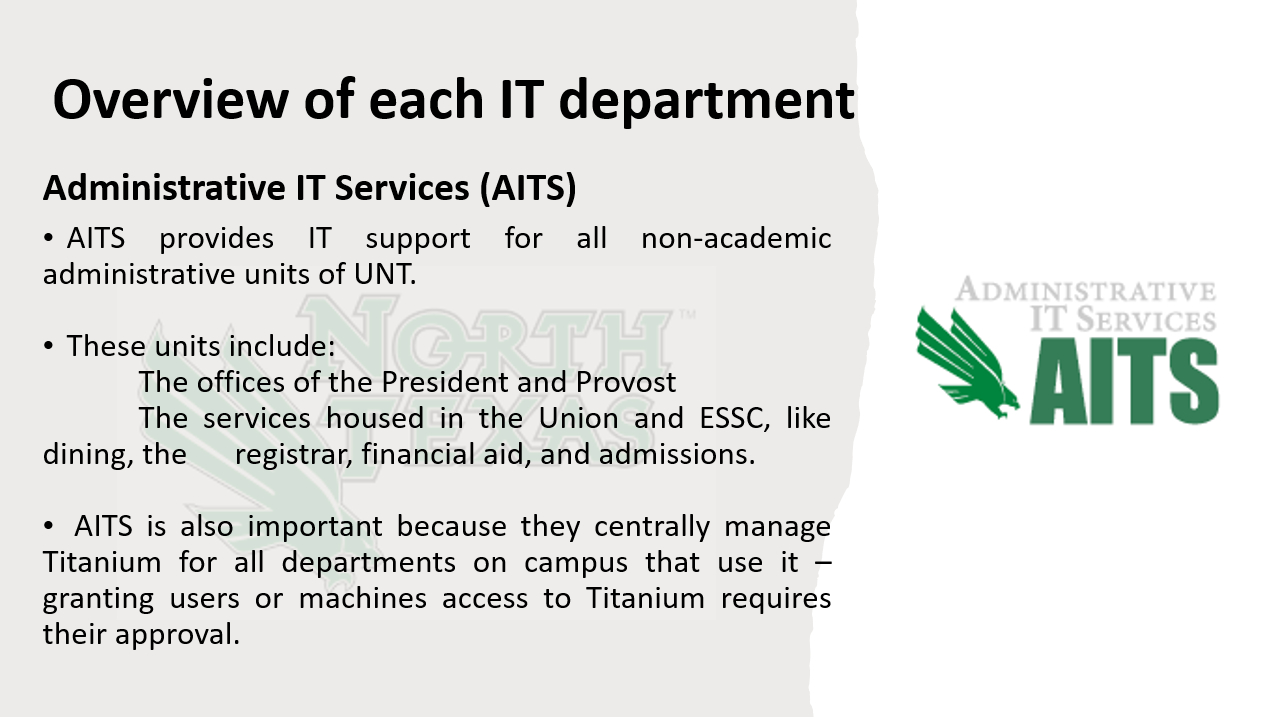 Overview of each IT department
Administrative IT Services (AITS)
• AITS provides IT support for all non-academic
administrative units of UNT.
• These units include:
The offices of the President and Provost
The services housed in the Union and ESSC, like
dining, the registrar, financial aid, and admissions.
• AITS is also important because they centrally manage
Titanium for all departments on campus that use it –
granting users or machines access to Titanium requires
their approval.
NORTH
TEXAS
™
ADMINISTRATIVE
IT SERVICES
AITS